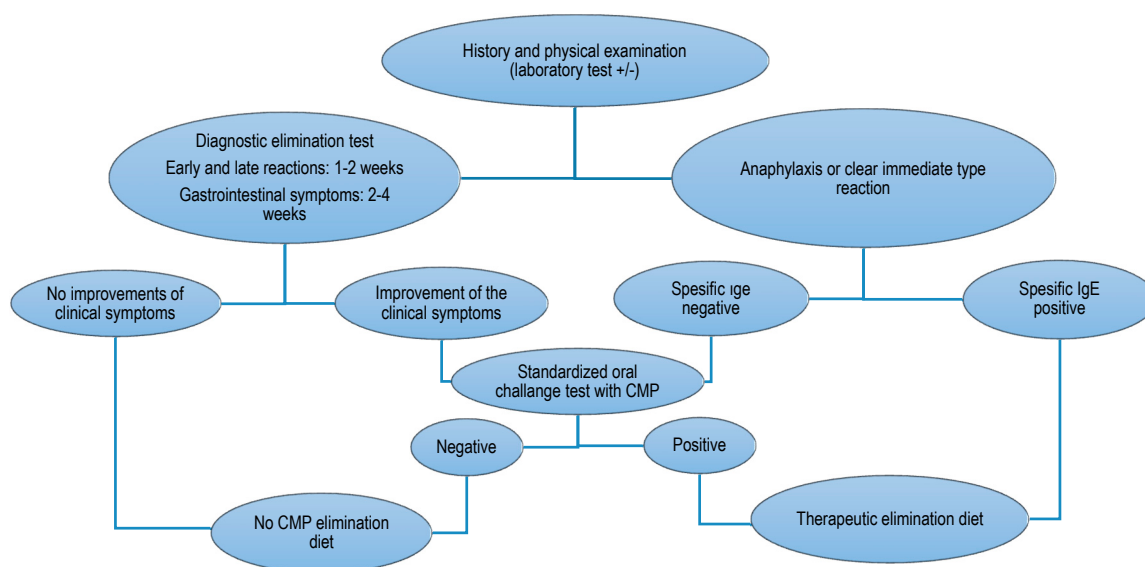 History and physical examination
(laboratory test +/-)
Diagnostic elimination test
Early and late reactions: 1-2 weeks
Gastrointestinal symptoms: 2-4
weeks
Anaphylaxis or clear immediate type
reaction
No improvements of
clinical symptoms
Improvement of the
clinical symptoms
Spesific ıge
negative
Spesific IgE
positive
Standardized oral
challange test with CMP
Negative
Positive
No CMP elimination
diet
Therapeutic elimination diet